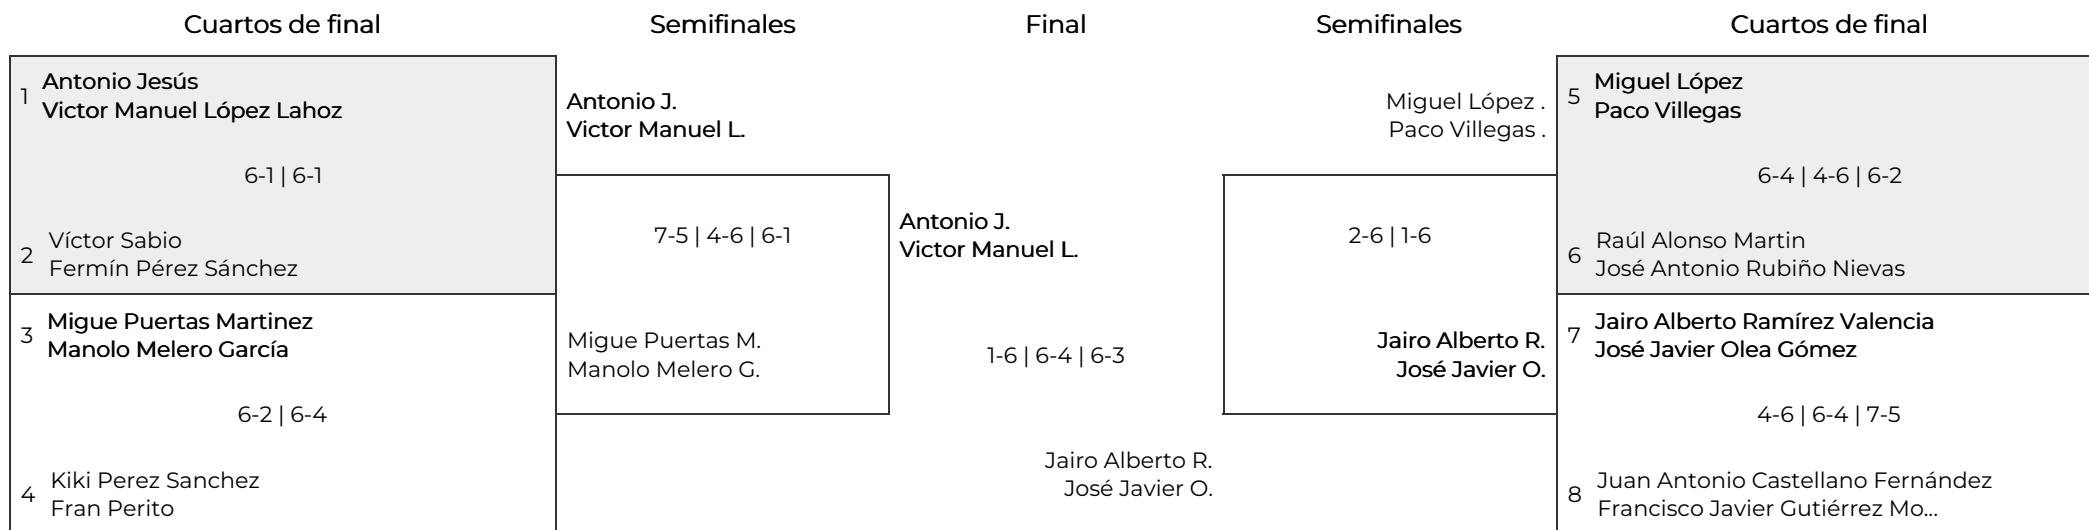 Cuartos de final
Semifinales
Final
Semifinales
Cuartos de final
1
Antonio Jesús
Victor Manuel López Lahoz
6-1 | 6-1
2
Víctor Sabio
Fermín Pérez Sánchez
3
Migue Puertas Martinez
Manolo Melero García
6-2 | 6-4
4
Kiki Perez Sanchez
Fran Perito
Antonio J.
Victor Manuel L.
7-5 | 4-6 | 6-1
Migue Puertas M.
Manolo Melero G.
Antonio J.
Victor Manuel L.
1-6 | 6-4 | 6-3
Jairo Alberto R.
José Javier O.
Miguel López .
Paco Villegas .
2-6 | 1-6
Jairo Alberto R.
José Javier O.
5
Miguel López
Paco Villegas
6-4 | 4-6 | 6-2
6
Raúl Alonso Martin
José Antonio Rubiño Nievas
7
Jairo Alberto Ramírez Valencia
José Javier Olea Gómez
4-6 | 6-4 | 7-5
8
Juan Antonio Castellano Fernández
Francisco Javier Gutiérrez Mo...